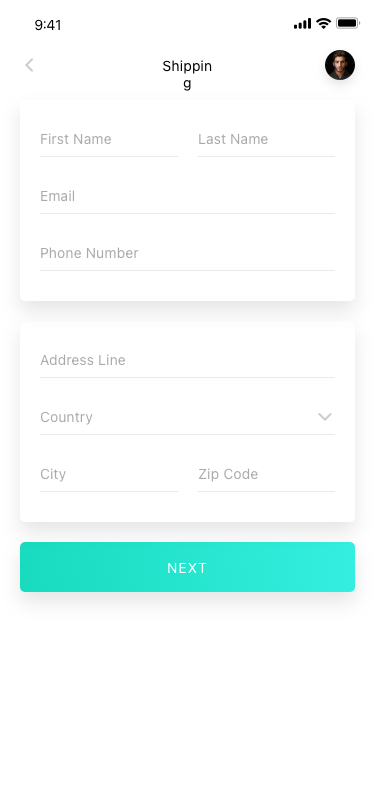 9:41
Shippin
g
First Name Last Name
Email
Phone Number
Address Line
Country
City Zip Code
NEXT